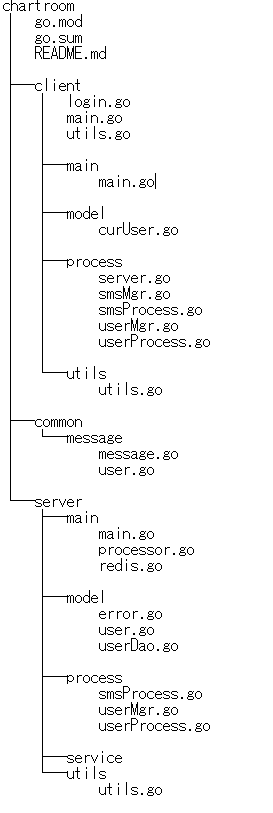 chartroom
go.mod
go.sum
README.md
client
login.go
main.go
utils.go
main
main.go
model
curUser.go
process
server.go
smsMgr.go
smsProcess.go
userMgr.go
userProcess.go
utils
utils.go
common
message
message.go
user.go
server
main
main.go
processor.go
redis.go
model
error.go
user.go
userDao.go
process
smsProcess.go
userMgr.go
userProcess.go
service
utils
utils.go